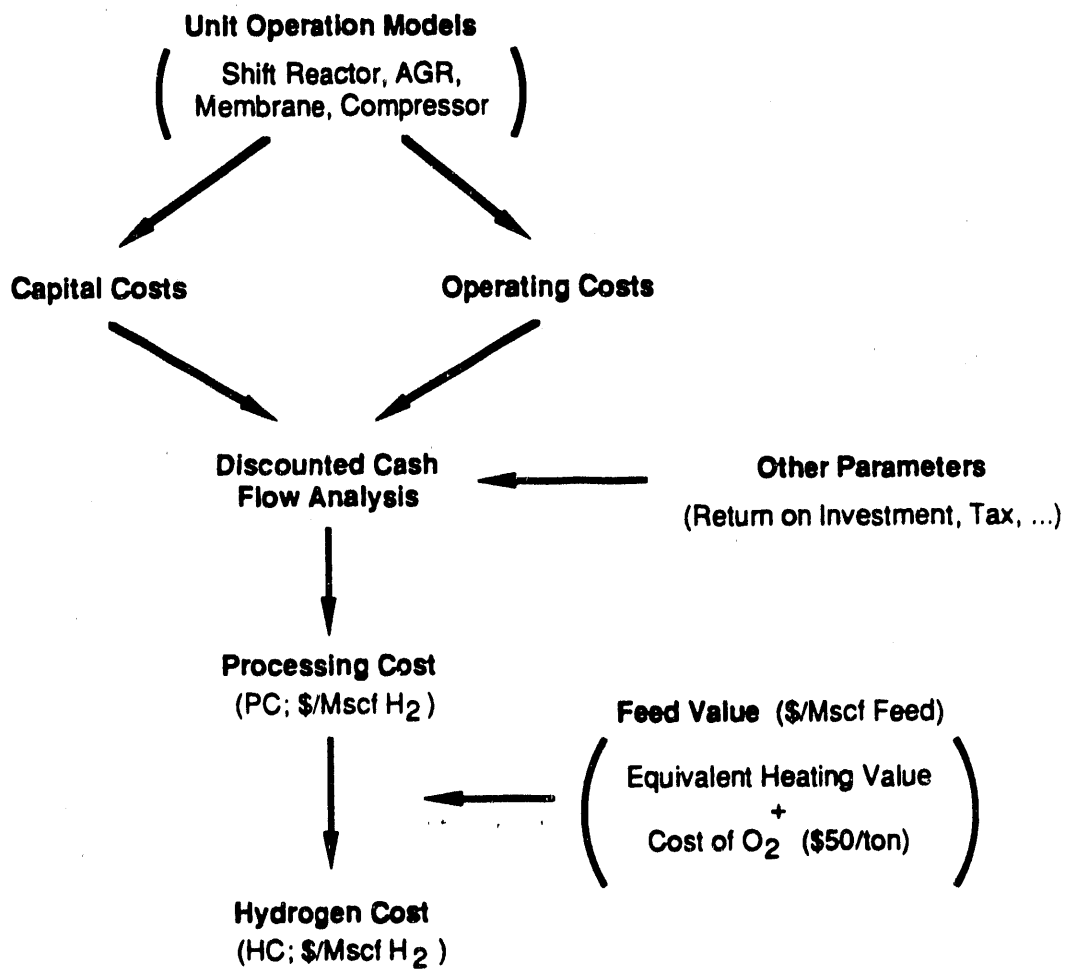 Unit Operation Models
Shift Reactor, AGR,
Membrane, Compressor
Capital Costs
Operating Costs
Discounted Cash
Flow Analysis
Other Parameters
(Return on Investment, Tax, ...)
Processing Cost
(PC; $/Mscf H2)
Feed Value ($/Mscf Feed)
Equivalent Heating Value
+
Cost of O2 ($50/ton)
Hydrogen Cost
(HC; $/Mscf H2)